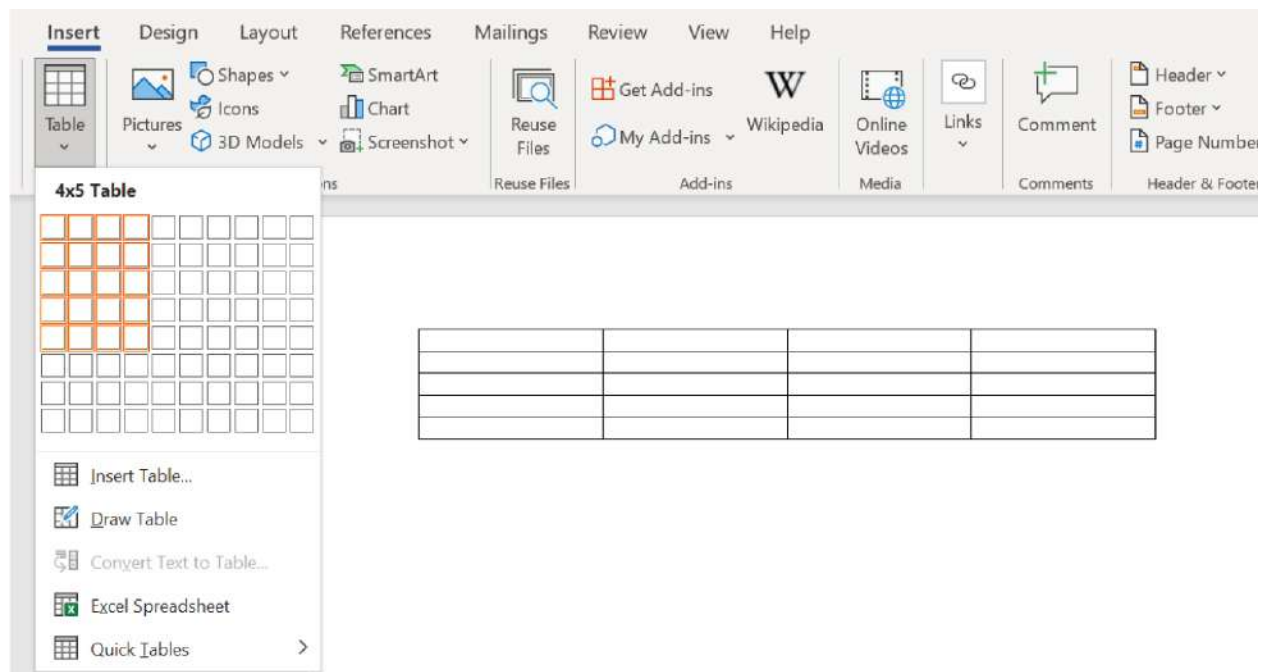 Insert Design Layout References Mailings Review View Help
Table
Pictures
Shapes
Icons
3D Models
SmartArt
Chart
Screenshot
Reuse
Files
Get Add-ins
My Add-ins
Wikipedia
W
Online
Videos
Links
Comment
Header
Footer
Page Number
ns
Reuse Files
Add-ins
Media
Comments
Header & Foote
4x5 Table
Insert Table...
Draw Table
Convert Text to Table...
Excel Spreadsheet
Quick Tables